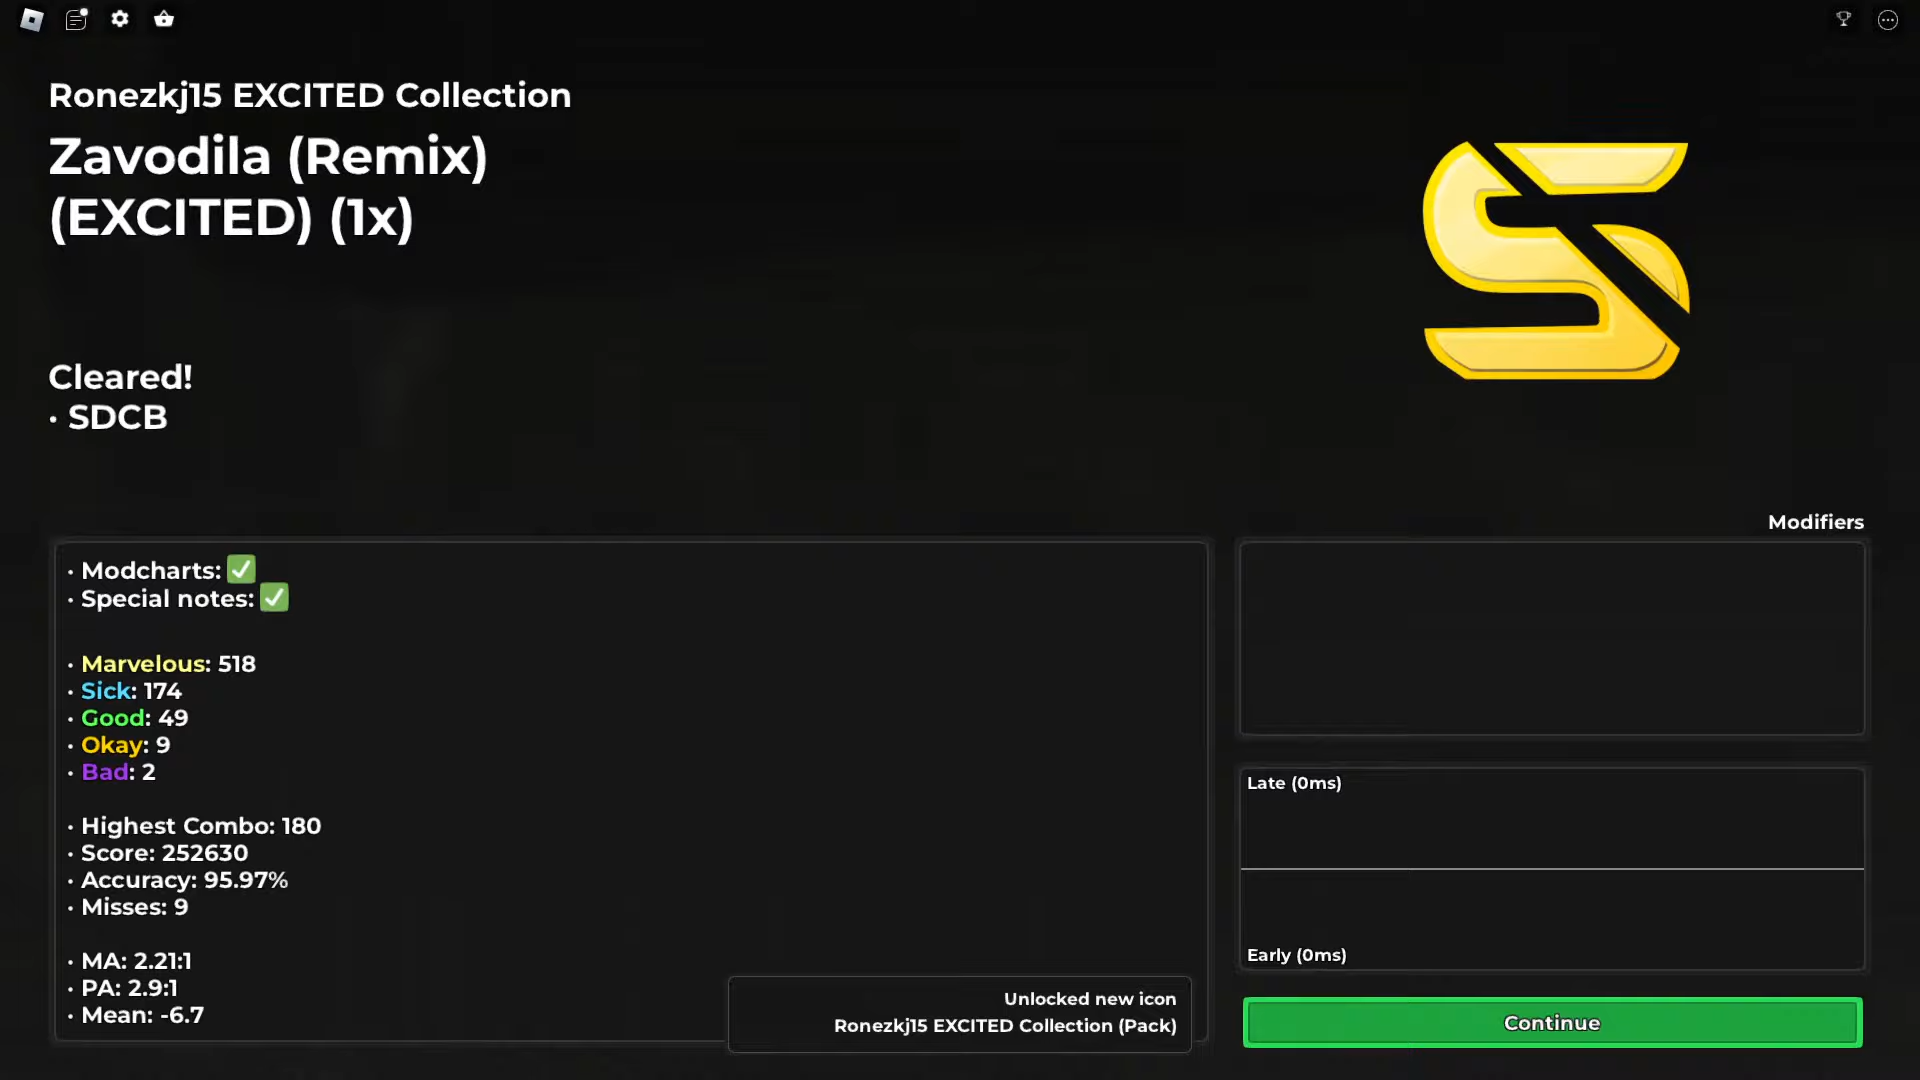 Ronezkj15 EXCITED Collection
Zavodila (Remix)
(EXCITED) (1x)
Cleared!
• SDCB
Modifiers
• Modcharts: ✅
• Special notes: ✅
• Marvelous: 518
• Sick: 174
• Good: 49
• Okay: 9
• Bad: 2
• Highest Combo: 180
• Score: 252630
• Accuracy: 95.97%
• Misses: 9
• MA: 2.21:1
• PA: 2.9:1
• Mean: -6.7
Unlocked new icon
Ronezkj15 EXCITED Collection (Pack)
Late (0ms)
Early (0ms)
Continue